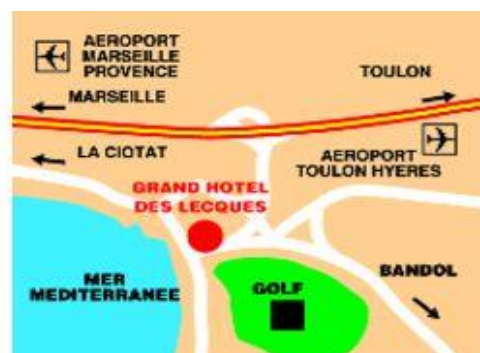 AEROPORT
MARSEILLE
PROVENCE
TOULON
MARSEILLE
LA CIOTAT
AEROPORT
TOULON HYERES
GRAND HOTEL
DES LECQUES
MER
MEDITERRANEE
GOLF
BANDOL